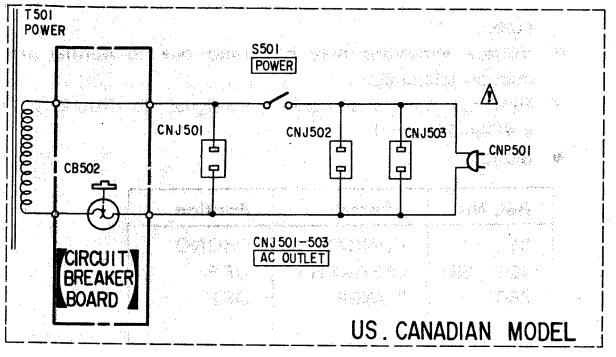 T501
POWER
S501
POWER
CNJ501
CNJ502
CNJ503
CNP501
CB502
CNJ501-503
AC OUTLET
CIRCUIT
BREAKER
BOARD
US. CANADIAN MODEL